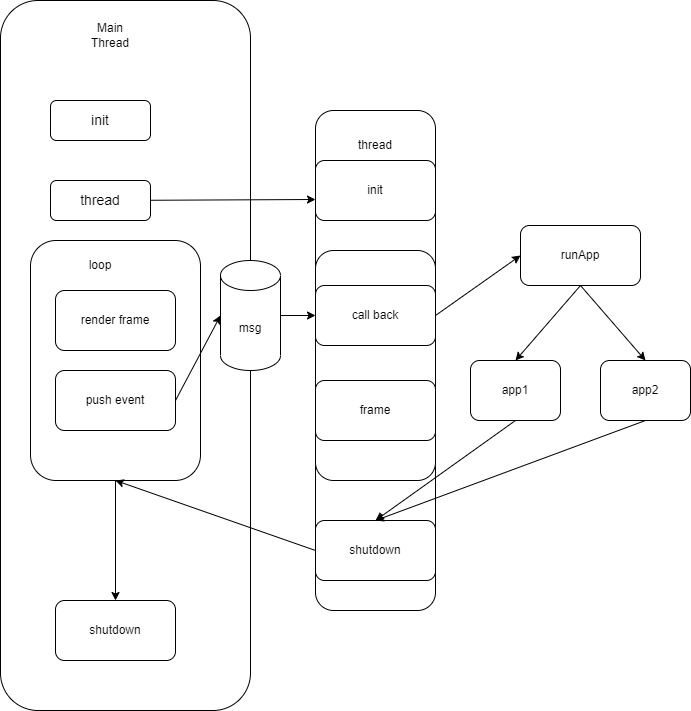 Main
Thread
init
thread
loop
render frame
push event
shutdown
msg
thread
init
call back
frame
shutdown
runApp
app1
app2